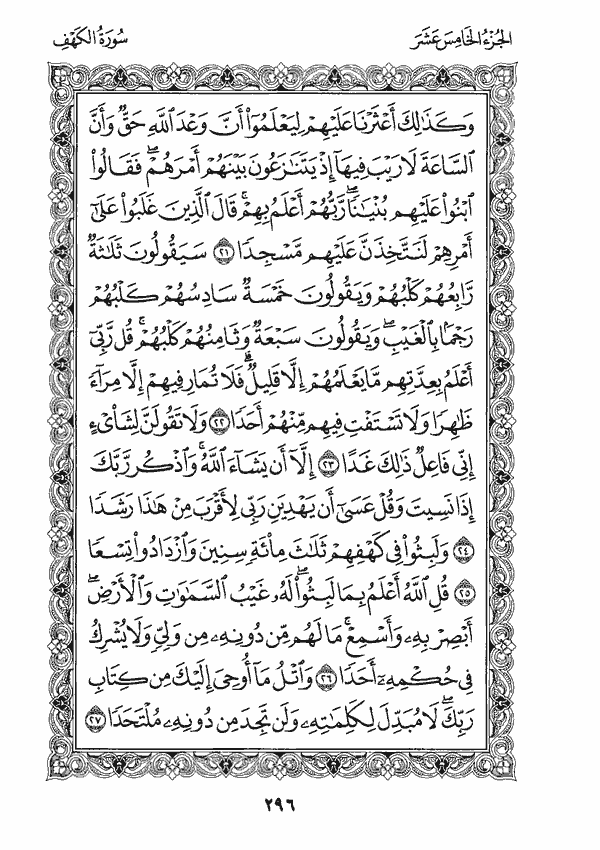 الجُزْءُ الخَامِسَ عَشَرَ
سُورَةُ الكَهْفِ
وَكَذَٰلِكَ أَعْثَرْنَا عَلَيْهِمْ لِيَعْلَمُوٓا۟ أَنَّ وَعْدَ ٱللَّهِ حَقٌّ وَأَنَّ
ٱلسَّاعَةَ لَا رَيْبَ فِيهَآ إِذْ يَتَنَٰزَعُونَ بَيْنَهُمْ أَمْرَهُمْ ۖ فَقَالُوا۟
ٱبْنُوا۟ عَلَيْهِم بُنْيَٰنًا ۖ رَّبُّهُمْ أَعْلَمُ بِهِمْ ۚ قَالَ ٱلَّذِينَ غَلَبُوا۟ عَلَىٰٓ
أَمْرِهِمْ لَنَتَّخِذَنَّ عَلَيْهِم مَّسْجِدًا ٢١ سَيَقُولُونَ ثَلَٰثَةٌ
رَّابِعُهُمْ كَلْبُهُمْ وَيَقُولُونَ خَمْسَةٌ سَادِسُهُمْ كَلْبُهُمْ
رَجْمًۢا بِٱلْغَيْبِ ۖ وَيَقُولُونَ سَبْعَةٌ وَثَامِنُهُمْ كَلْبُهُمْ ۚ قُل رَّبِّىٓ
أَعْلَمُ بِعِدَّتِهِم مَّا يَعْلَمُهُمْ إِلَّا قَلِيلٌ ۗ فَلَا تُمَارِ فِيهِمْ إِلَّا مِرَآءً
ظَٰهِرًا وَلَا تَسْتَفْتِ فِيهِم مِّنْهُمْ أَحَدًا ٢٢ وَلَا تَقُولَنَّ لِشَا۟ىْءٍ
إِنِّى فَاعِلٌ ذَٰلِكَ غَدًا ٢٣ إِلَّآ أَن يَشَآءَ ٱللَّهُ ۚ وَٱذْكُر رَّبَّكَ
إِذَا نَسِيتَ وَقُلْ عَسَىٰٓ أَن يَهْدِيَنِ رَبِّى لِأَقْرَبَ مِنْ هَٰذَا رَشَدًا
٢٤ وَلَبِثُوا۟ فِى كَهْفِهِمْ ثَلَٰثَ مِا۟ئَةٍ سِنِينَ وَٱزْدَادُوا۟ تِسْعًا
٢٥ قُلِ ٱللَّهُ أَعْلَمُ بِمَا لَبِثُوا۟ ۖ لَهُۥ غَيْبُ ٱلسَّمَٰوَٰتِ وَٱلْأَرْضِ ۖ
أَبْصِرْ بِهِۦ وَأَسْمِعْ ۚ مَا لَهُم مِّن دُونِهِۦ مِن وَلِىٍّ وَلَا يُشْرِكُ
فِى حُكْمِهِۦٓ أَحَدًا ٢٦ وَٱتْلُ مَآ أُوحِىَ إِلَيْكَ مِن كِتَابِ
رَبِّكَ ۖ لَا مُبَدِّلَ لِكَلِمَٰتِهِۦ وَلَن تَجِدَ مِن دُونِهِۦ مُلْتَحَدًا ٢٧
٢٩٦